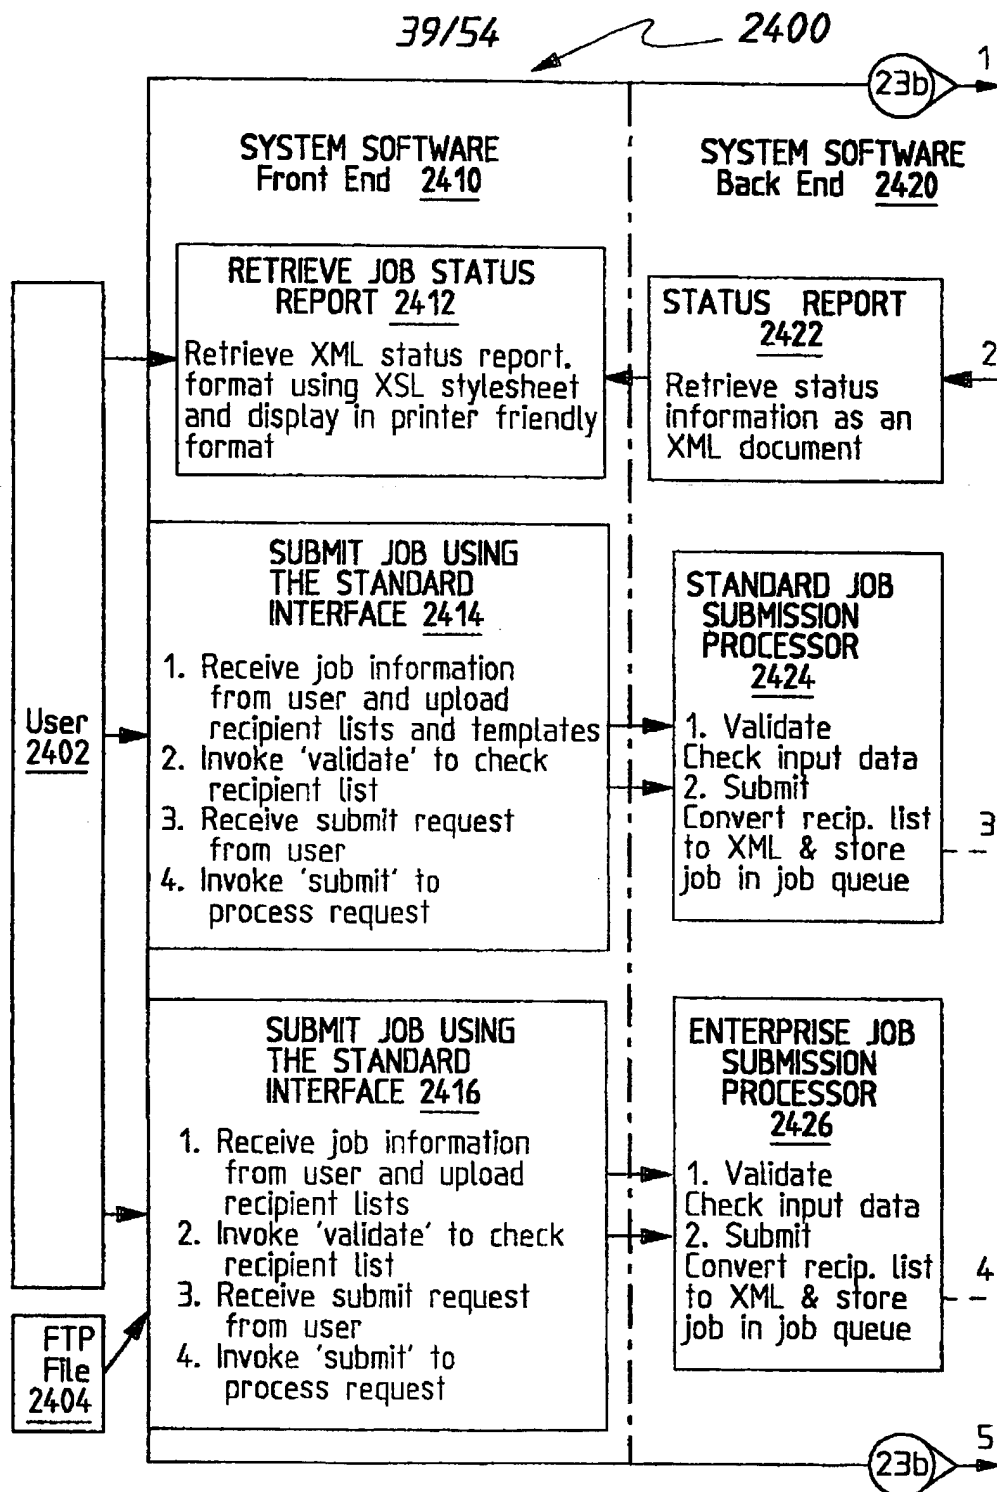 39/54
2400
23b
1
SYSTEM SOFTWARE
Front End 2410
SYSTEM SOFTWARE
Back End 2420
RETRIEVE JOB STATUS
REPORT 2412
Retrieve XML status report.
format using XSL stylesheet
and display in printer friendly
format
STATUS REPORT
2422
Retrieve status
information as an
XML document
2
User
2402
SUBMIT JOB USING
THE STANDARD
INTERFACE 2414
1. Receive job information
from user and upload
recipient lists and templates
2. Invoke 'validate' to check
recipient list
3. Receive submit request
from user
4. Invoke 'submit' to
process request
STANDARD JOB
SUBMISSION
PROCESSOR
2424
1. Validate
Check input data
2. Submit
Convert recip. list
to XML & store
job in job queue
3
SUBMIT JOB USING
THE STANDARD
INTERFACE 2416
1. Receive job information
from user and upload
recipient lists
2. Invoke 'validate' to check
recipient list
3. Receive submit request
from user
4. Invoke 'submit' to
process request
ENTERPRISE JOB
SUBMISSION
PROCESSOR
2426
1. Validate
Check input data
2. Submit
Convert recip. list
to XML & store
job in job queue
4
FTP
File
2404
23b
5